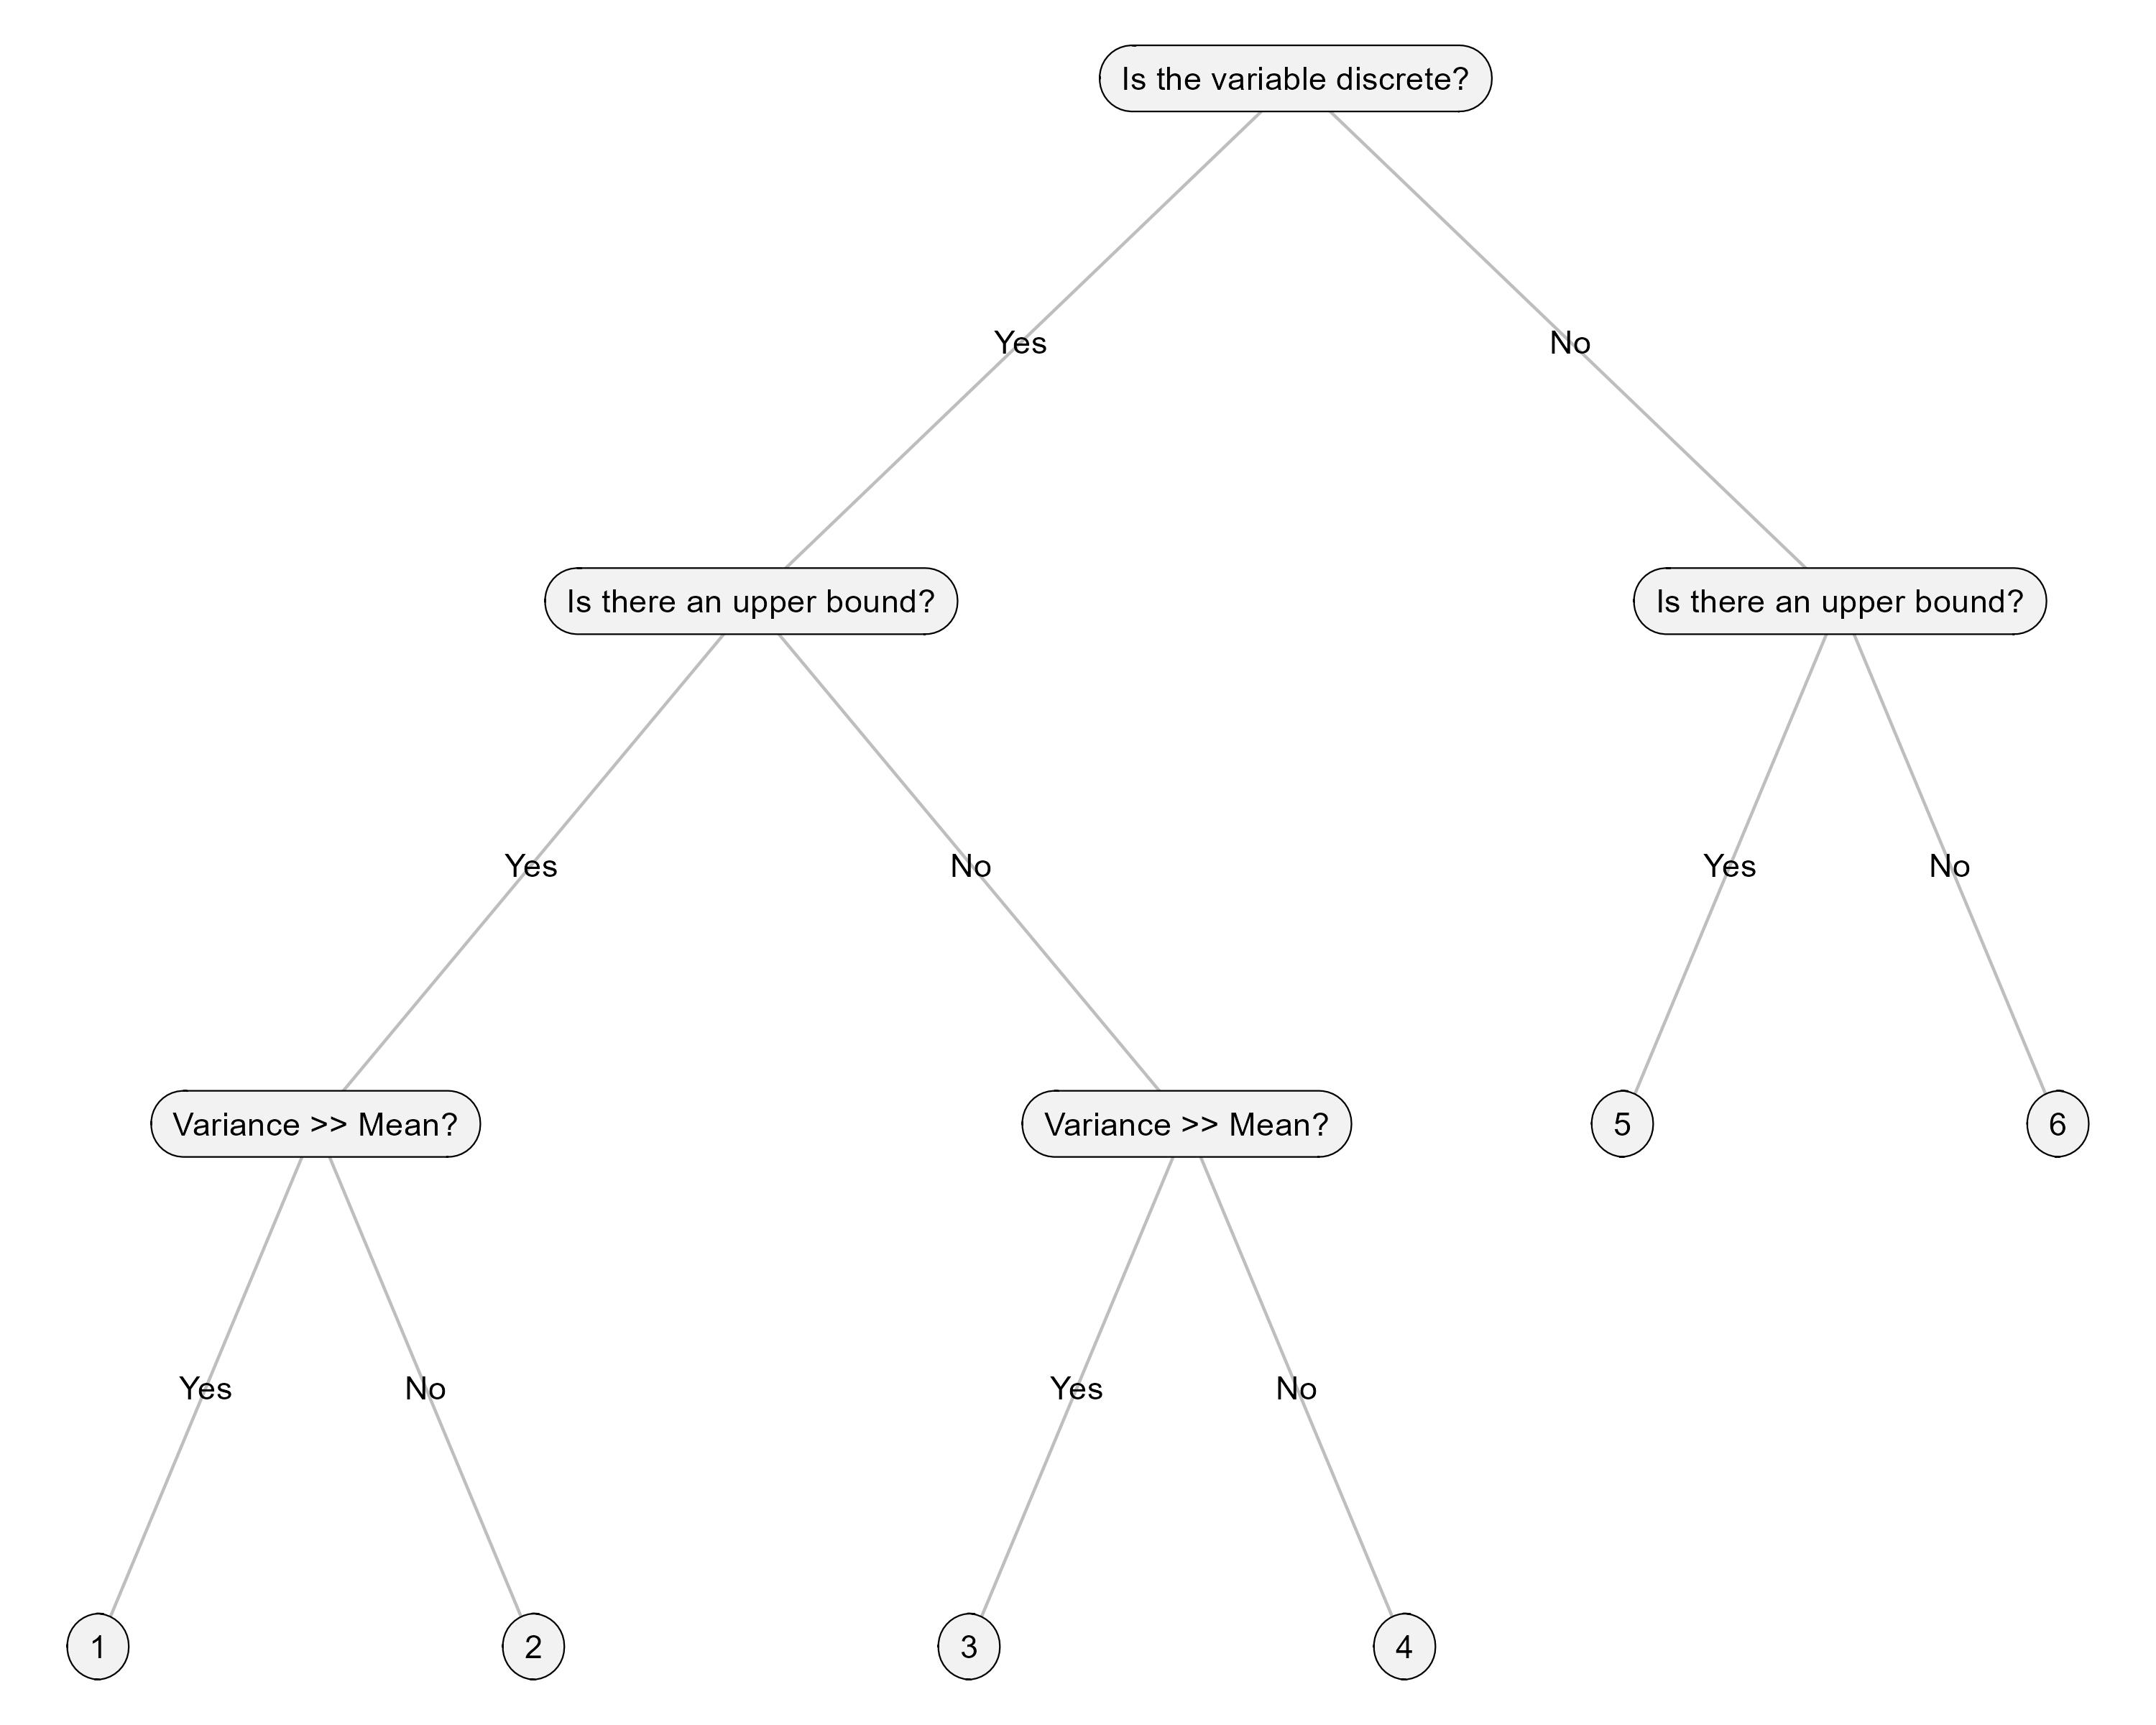 Is the variable discrete?
Yes
No
Is there an upper bound?
Is there an upper bound?
Yes
No
Yes
No
Variance >> Mean?
Variance >> Mean?
5
6
Yes
No
Yes
No
1
2
3
4